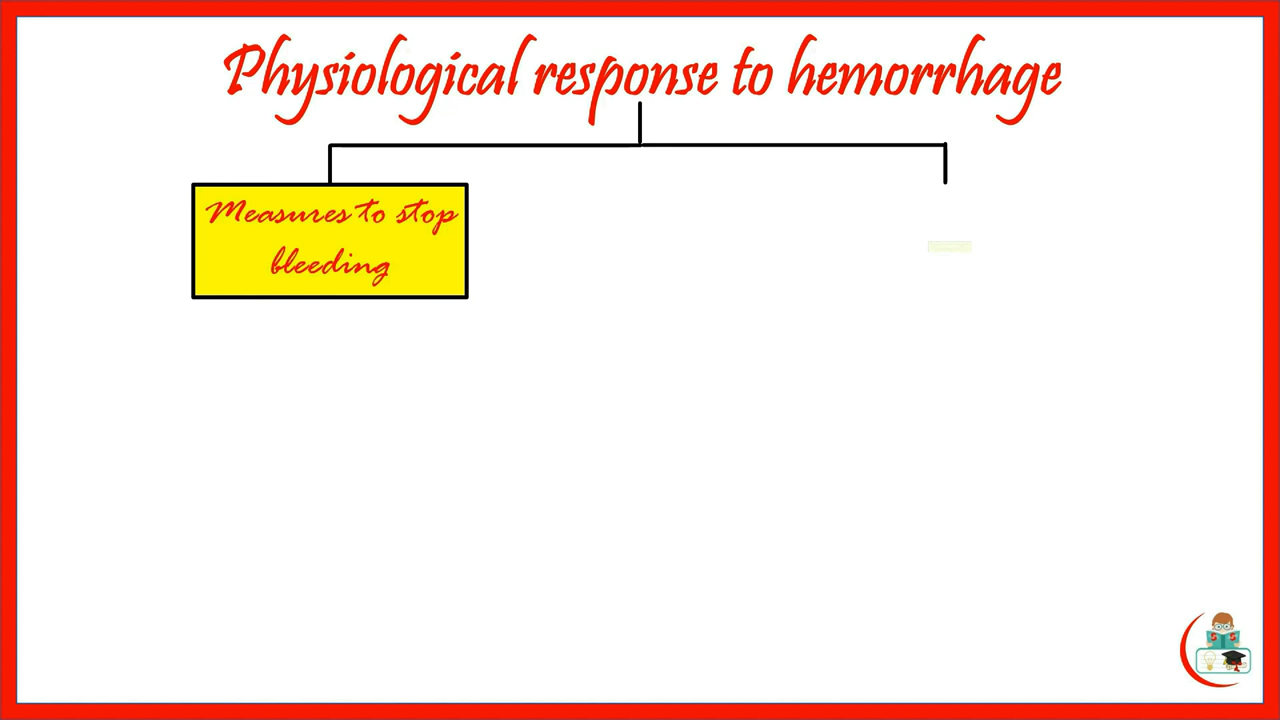 Physiological response to hemorrhage
Measures to stop
bleeding